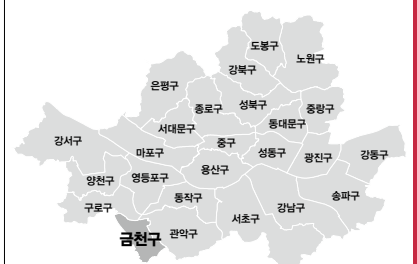 도봉구
노원구
강북구
은평구
성북구
중랑구
종로구
동대문구
서대문구
강서구
중구
마포구
성동구
광진구
강동구
용산구
양천구
영등포구
동작구
송파구
구로구
강남구
서초구
금천구
관악구